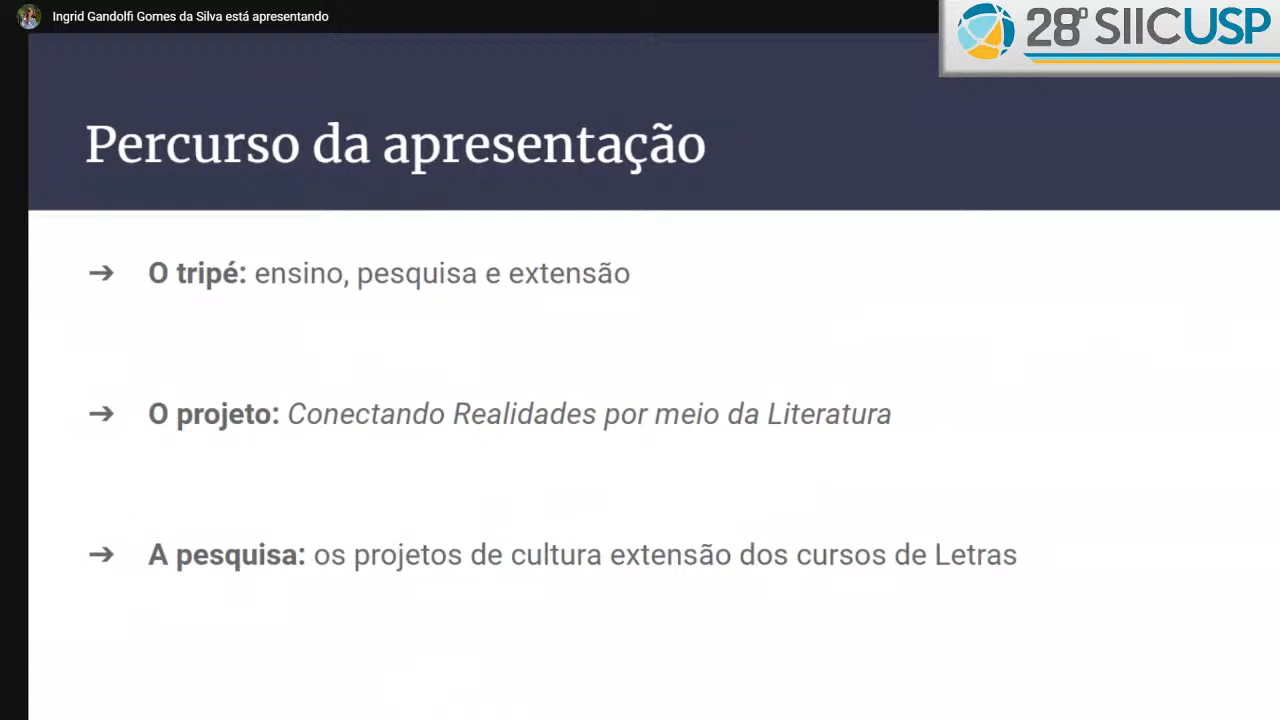 Ingrid Gandolfi Gomes da Silva está apresentando
28º SIICUSP
Percurso da apresentação
➔ O tripé: ensino, pesquisa e extensão
➔ O projeto: Conectando Realidades por meio da Literatura
➔ A pesquisa: os projetos de cultura extensão dos cursos de Letras